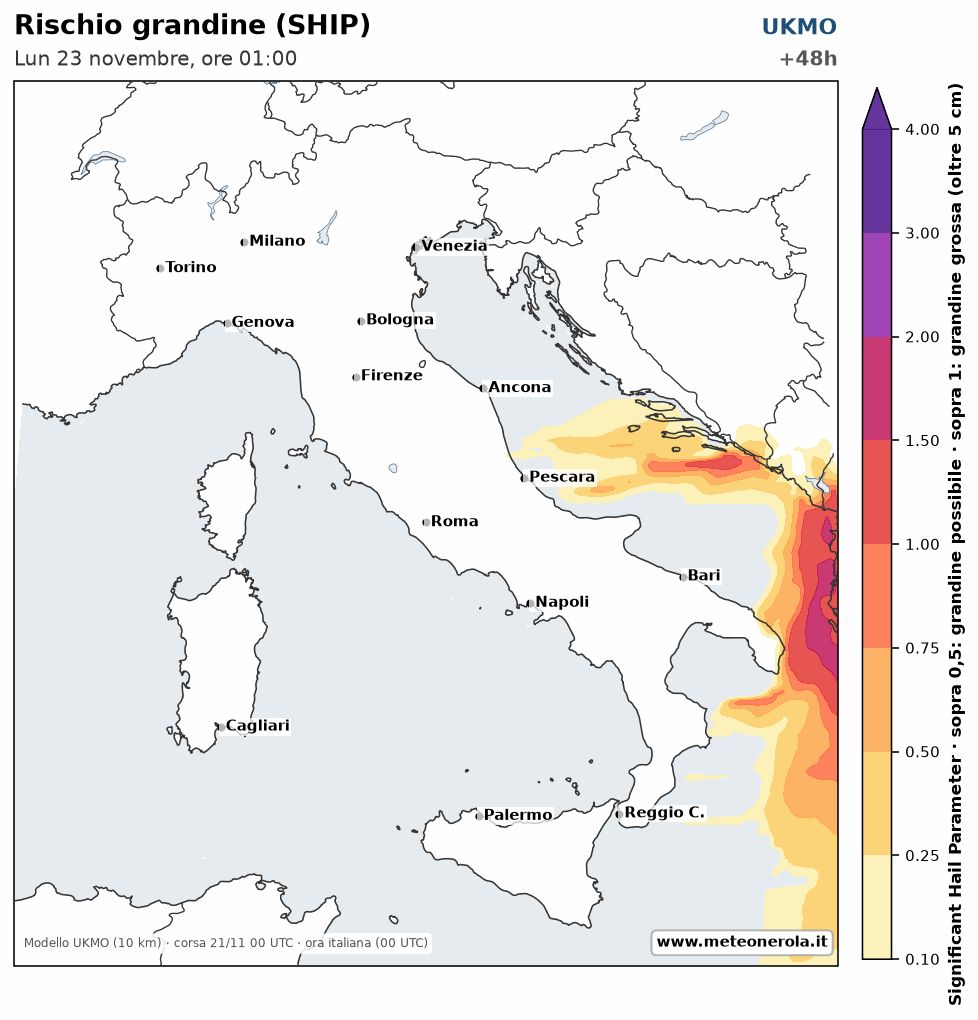 Rischio grandine (SHIP)
UKMO
Lun 23 novembre, ore 01:00
+48h
Milano
Venezia
Torino
Genova
Bologna
Firenze
Ancona
Pescara
Roma
Bari
Napoli
Cagliari
Palermo
Reggio C.
Modello UKMO (10 km) · corsa 21/11 00 UTC · ora italiana (00 UTC)
www.meteonerola.it
4.00
3.00
2.00
1.50
1.00
0.75
0.50
0.25
0.10
Significant Hail Parameter · sopra 0,5: grandine possibile · sopra 1: grandine grossa (oltre 5 cm)